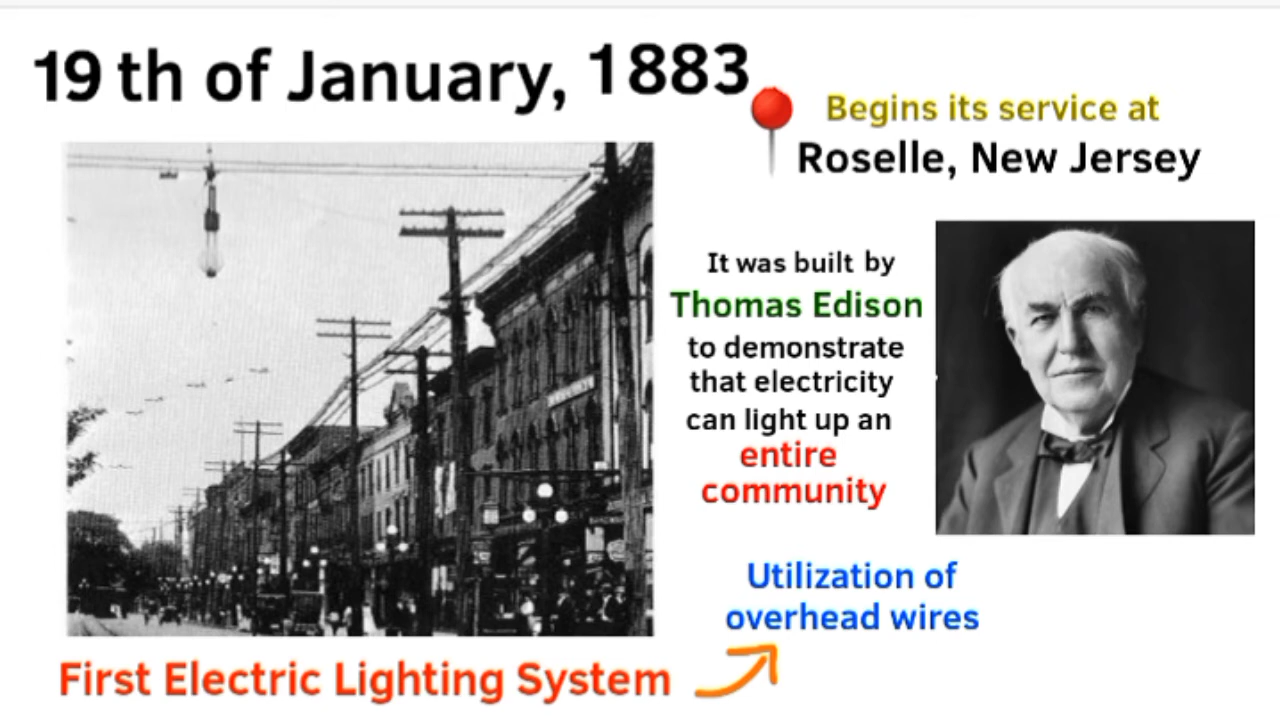 19 th of January, 1883
Begins its service at
Roselle, New Jersey
It was built by
Thomas Edison
to demonstrate
that electricity
can light up an
entire
community
Utilization of
overhead wires
First Electric Lighting System